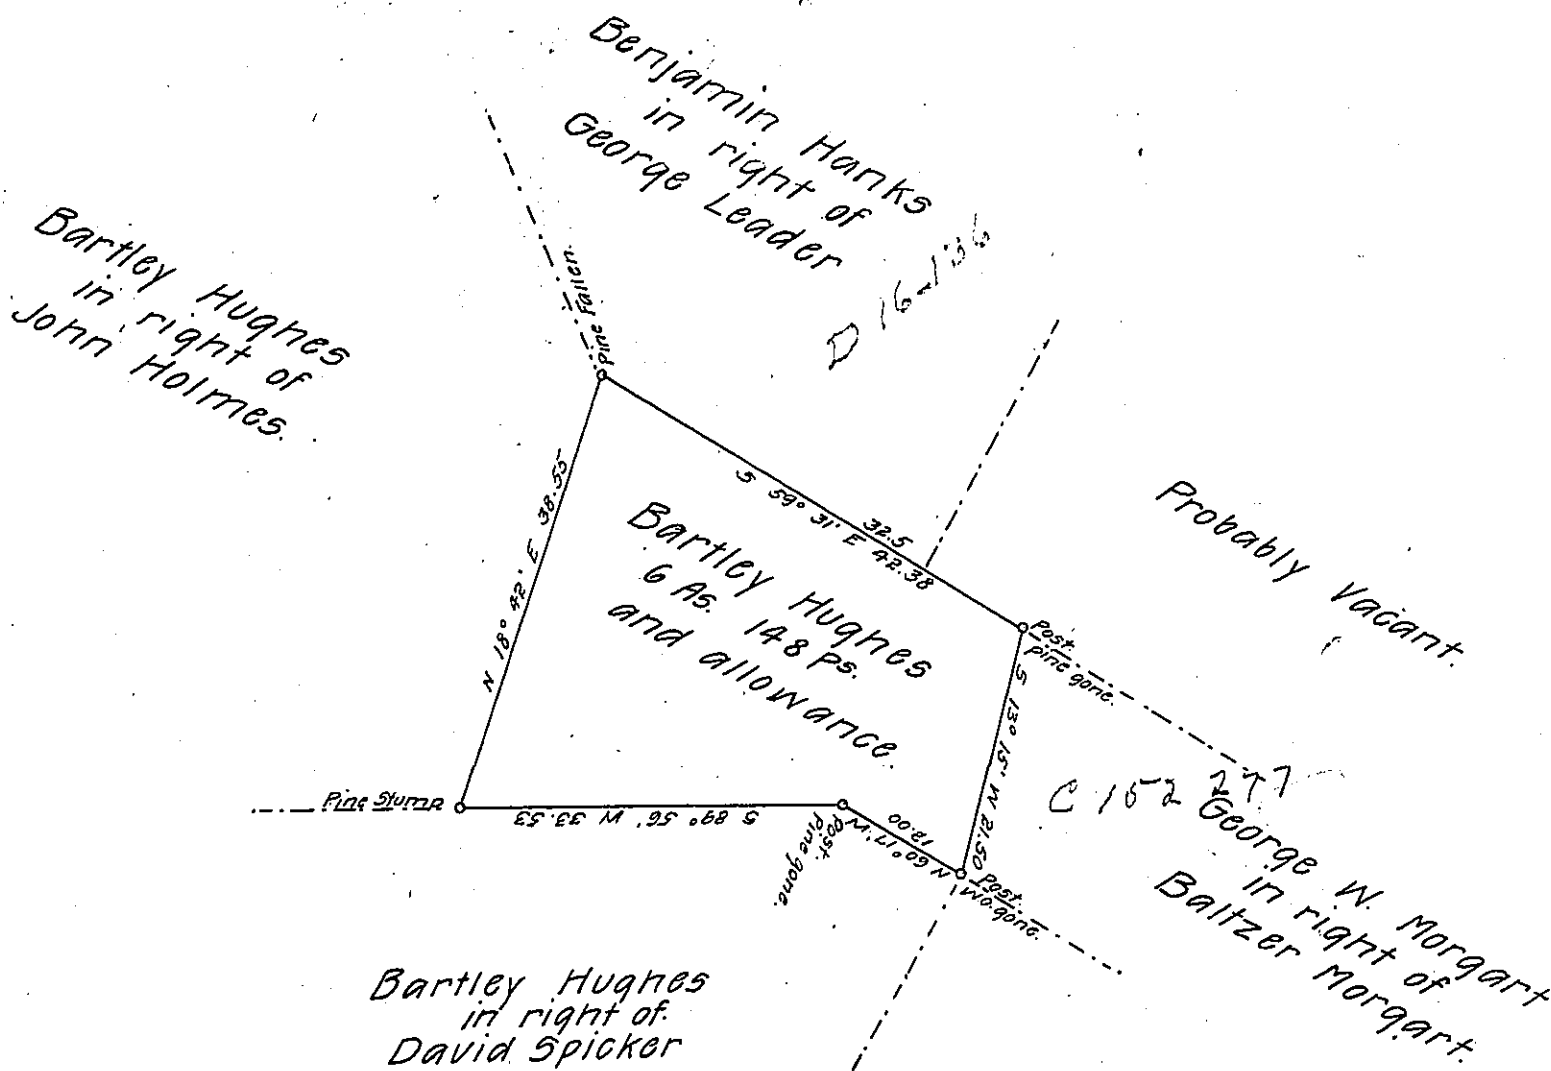 Benjamin Hanks
in right of
George Leader
D 16-136
Bartley Hughes
in right of
John Holmes.
Pine Fallen.
N 18° 42' E 38.55
S 59° 31' E 42.38
32.5
Bartley Hughes
6 As. 148 Ps.
and allowance.
Probably Vacant.
Post.
Pine gone.
S 13° 15' W 21.50
C 152 277
George W. Morgart
in right of
Baltzer Morgart.
Pine Stump
S 89° 56' W 33.53
Post.
Pine gone.
N 60° 17' W
12.00
Post.
W.O. gone.
Bartley Hughes
in right of
David Spicker